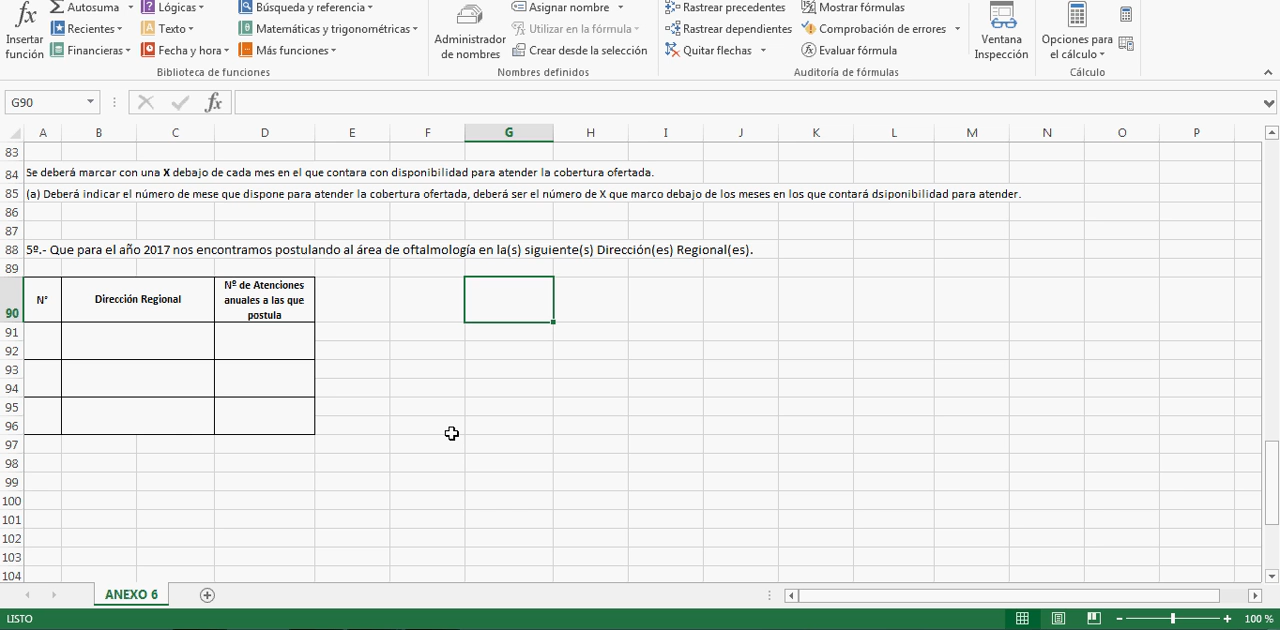 Autosuma
Lógicas
Búsqueda y referencia
Asignar nombre
Rastrear precedentes
Mostrar fórmulas
Insertar
función
Recientes
Texto
Matemáticas y trigonométricas
Administrador
de nombres
Utilizar en la fórmula
Rastrear dependientes
Comprobación de errores
Ventana
Inspección
Opciones para
el cálculo
Financieras
Fecha y hora
Más funciones
Crear desde la selección
Quitar flechas
Evaluar fórmula
Biblioteca de funciones
Nombres definidos
Auditoría de fórmulas
Cálculo
G90
fx
A B C D E F G H I J K L M N O P
83
84 Se deberá marcar con una X debajo de cada mes en el que contara con disponibilidad para atender la cobertura ofertada.
85 (a) Deberá indicar el número de mese que dispone para atender la cobertura ofertada, deberá ser el número de X que marco debajo de los meses en los que contará dsiponibilidad para atender.
86
87
88 5º.- Que para el año 2017 nos encontramos postulando al área de oftalmología en la(s) siguiente(s) Dirección(es) Regional(es).
89
90
N°
Dirección Regional
Nº de Atenciones
anuales a las que
postula
91
92
93
94
95
96
97
98
99
100
101
102
103
104
ANEXO 6
LISTO
100 %